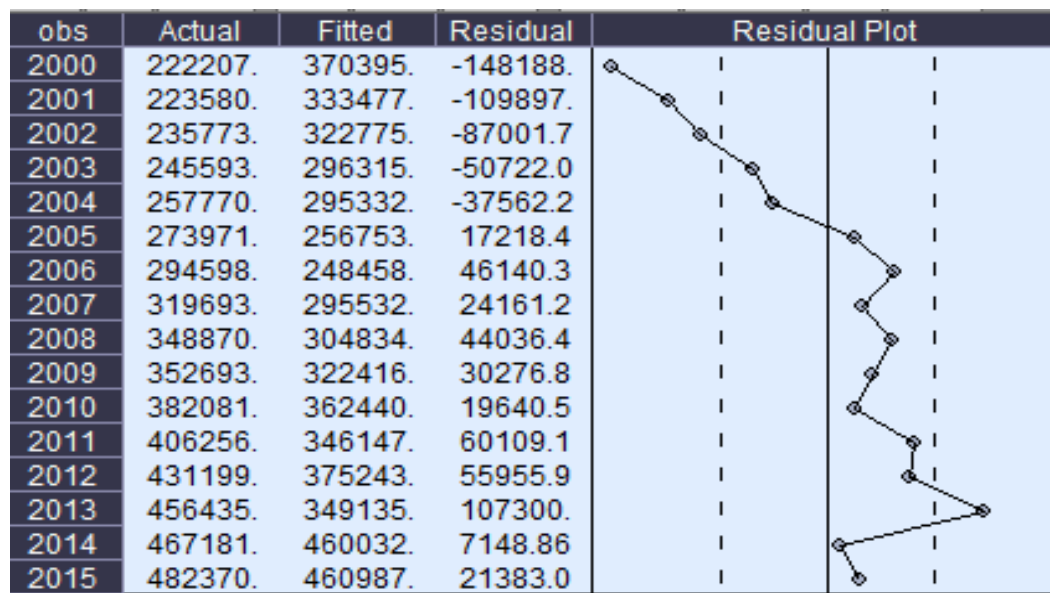 obs Actual Fitted Residual Residual Plot
2000 222207. 370395. -148188.
2001 223580. 333477. -109897.
2002 235773. 322775. -87001.7
2003 245593. 296315. -50722.0
2004 257770. 295332. -37562.2
2005 273971. 256753. 17218.4
2006 294598. 248458. 46140.3
2007 319693. 295532. 24161.2
2008 348870. 304834. 44036.4
2009 352693. 322416. 30276.8
2010 382081. 362440. 19640.5
2011 406256. 346147. 60109.1
2012 431199. 375243. 55955.9
2013 456435. 349135. 107300.
2014 467181. 460032. 7148.86
2015 482370. 460987. 21383.0